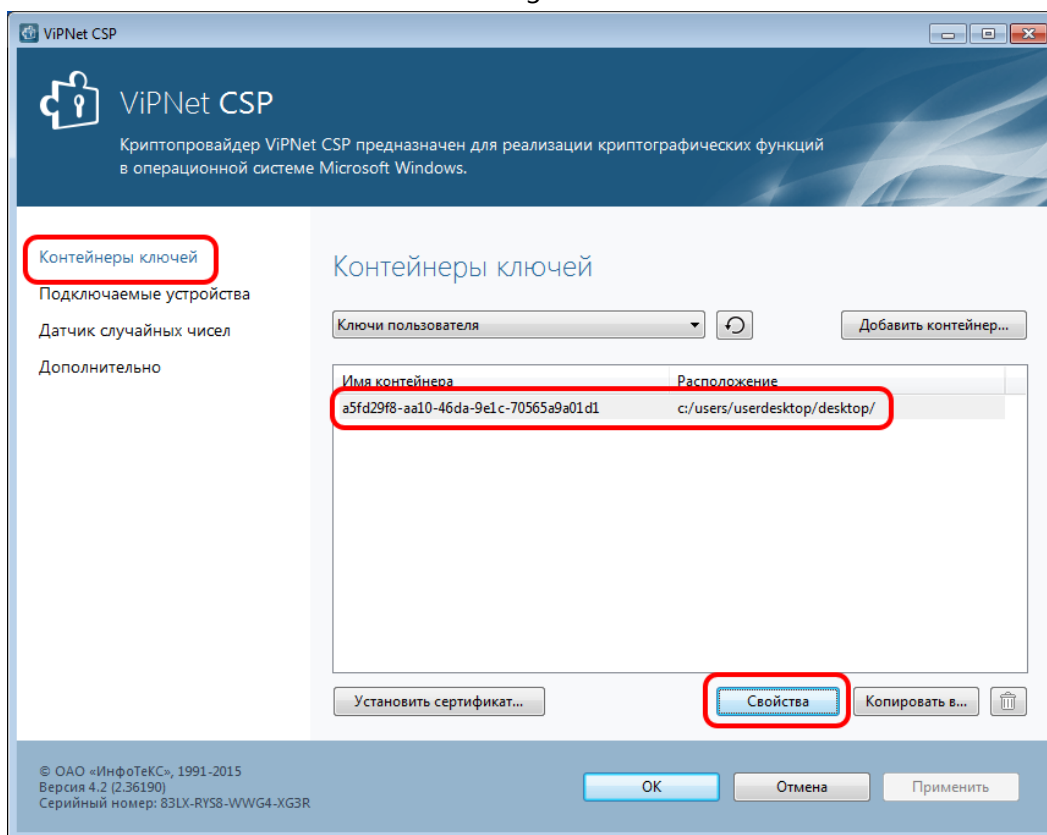 ViPNet CSP
ViPNet CSP
Криптопровайдер ViPNet CSP предназначен для реализации криптографических функций
в операционной системе Microsoft Windows.
Контейнеры ключей
Подключаемые устройства
Датчик случайных чисел
Дополнительно
Контейнеры ключей
Ключи пользователя
Добавить контейнер...
Имя контейнера Расположение
a5fd29f8-aa10-46da-9e1c-70565a9a01d1 c:/users/userdesktop/desktop/
Установить сертификат... Свойства Копировать в...
© ОАО «ИнфоТеКС», 1991-2015
Версия 4.2 (2.36190)
Серийный номер: 83LX-RYS8-WWG4-XG3R
OK Отмена Применить